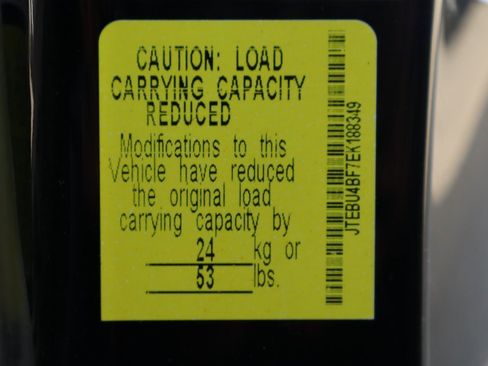 CAUTION: LOAD
CARRYING CAPACITY
REDUCED
Modifications to this
Vehicle have reduced
the original load
carrying capacity by
24 kg or
53 lbs.
JTEBU4BF7EK188349